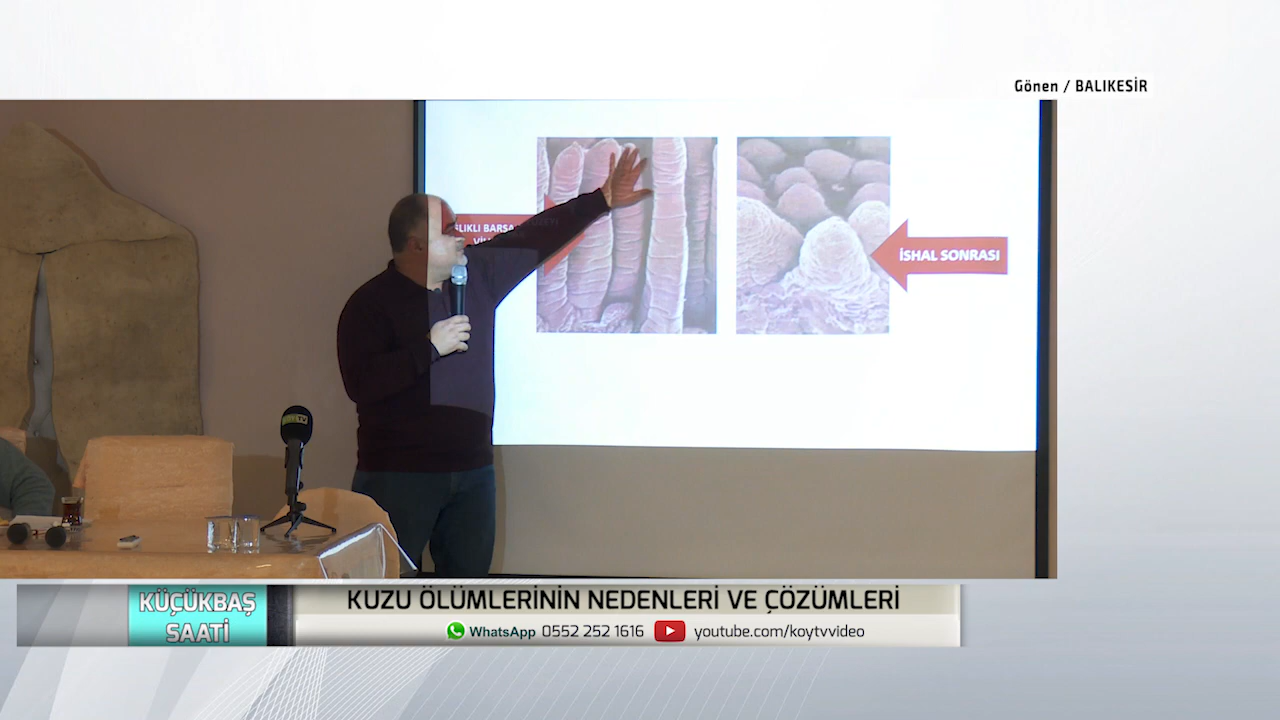 Gönen / BALIKESİR
İSHAL SONRASI
TV
KÜÇÜKBAŞ
SAATİ
KUZU ÖLÜMLERİNİN NEDENLERİ VE ÇÖZÜMLERİ
WhatsApp 0552 252 1616 youtube.com/koytvvideo